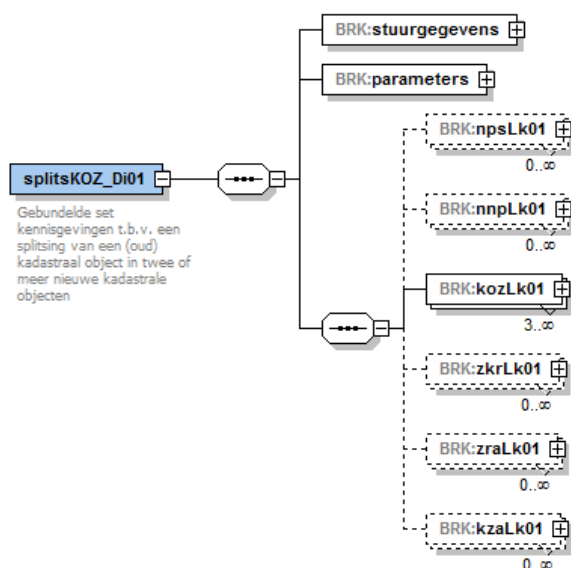 BRK:stuurgegevens
BRK:parameters
BRK:npsLk01
0..∞
splitsKOZ_Di01
BRK:nnpLk01
0..∞
Gebundelde set
kennisgevingen t.b.v. een
splitsing van een (oud)
kadastraal object in twee of
meer nieuwe kadastrale
objecten
BRK:kozLk01
3..∞
BRK:zkrLk01
0..∞
BRK:zraLk01
0..∞
BRK:kzaLk01
0..∞